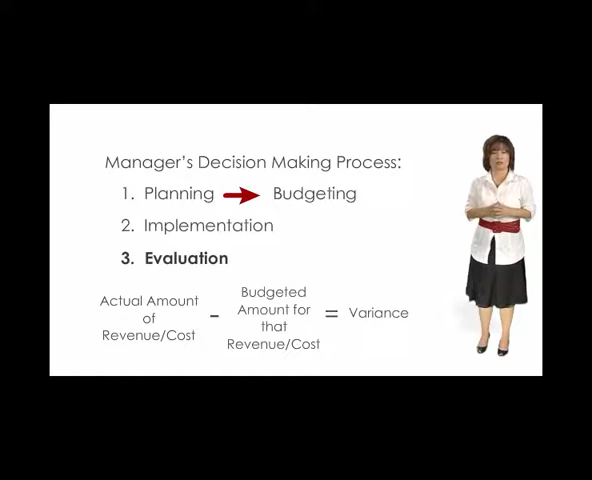 Manager's Decision Making Process:
1. Planning Budgeting
2. Implementation
3. Evaluation
Actual Amount
of
Revenue/Cost
-
Budgeted
Amount for
that
Revenue/Cost
=
Variance